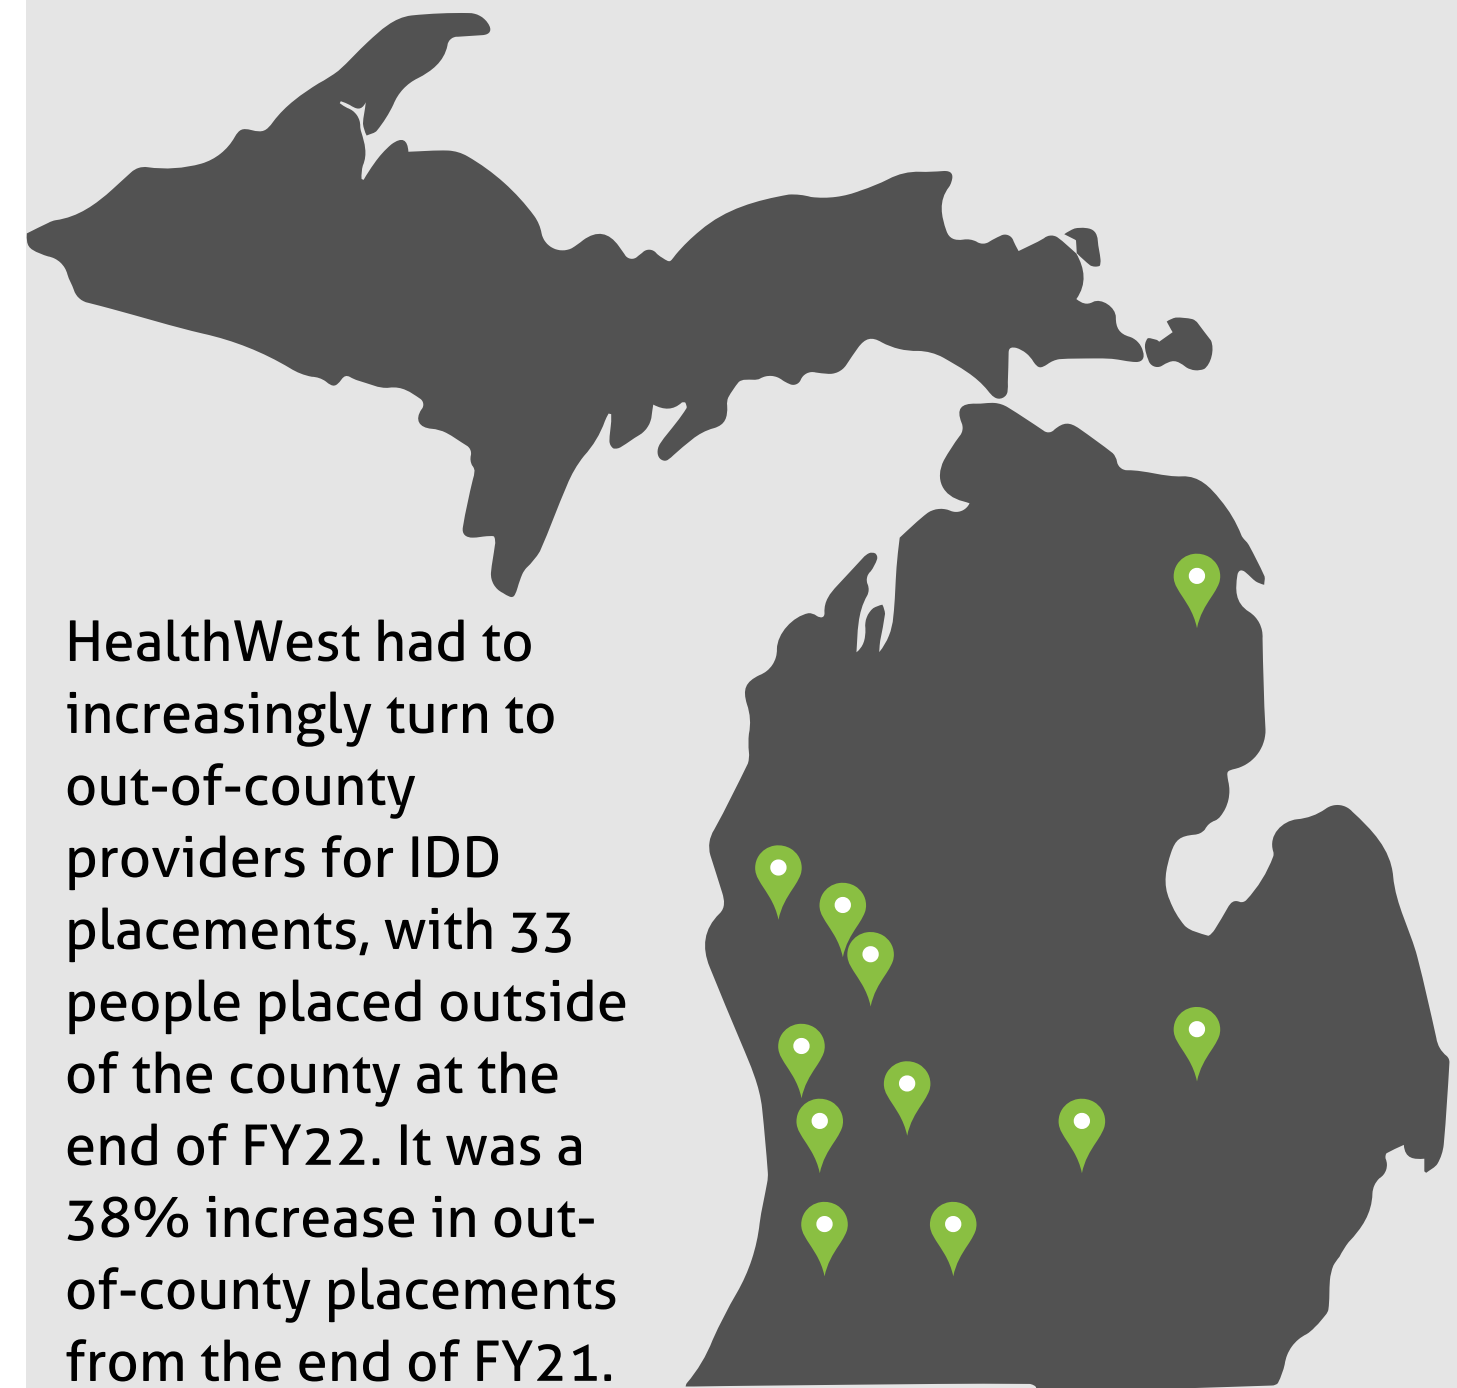 HealthWest had to
increasingly turn to
out-of-county
providers for IDD
placements, with 33
people placed outside
of the county at the
end of FY22. It was a
38% increase in out-
of-county placements
from the end of FY21.